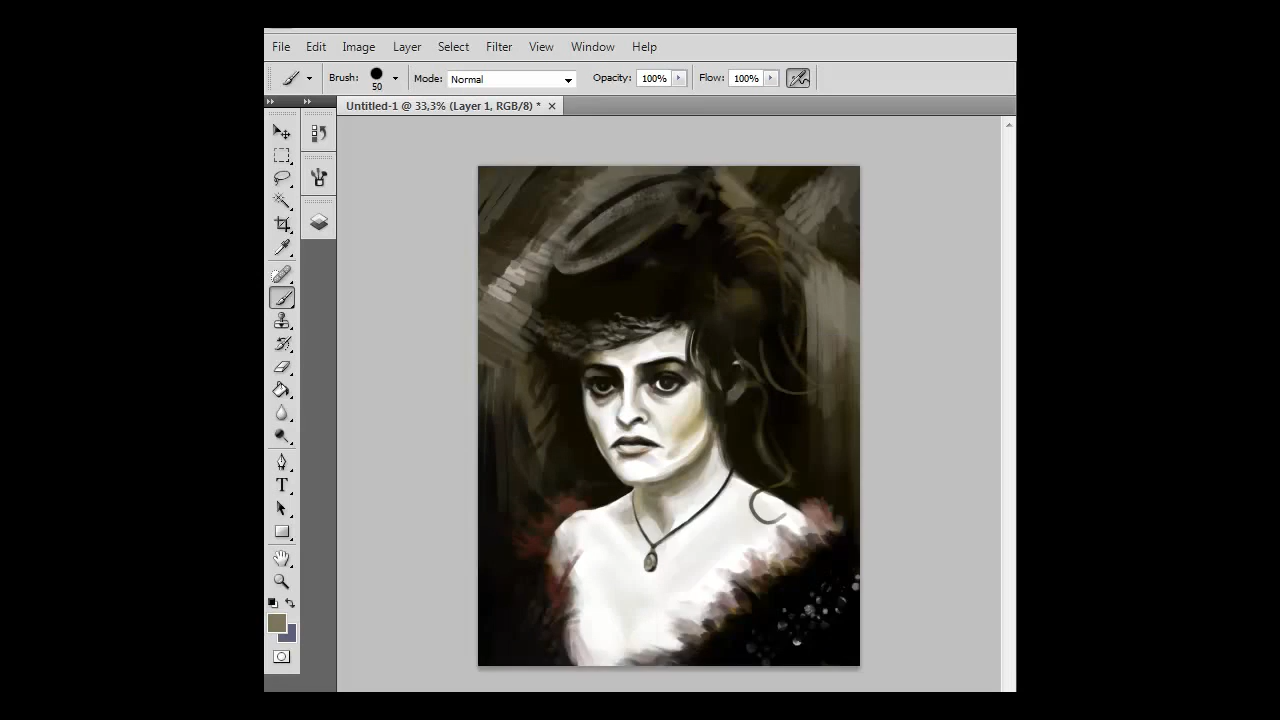 File Edit Image Layer Select Filter View Window Help
Brush: 50 Mode: Normal Opacity: 100% Flow: 100%
Untitled-1 @ 33,3% (Layer 1, RGB/8) *